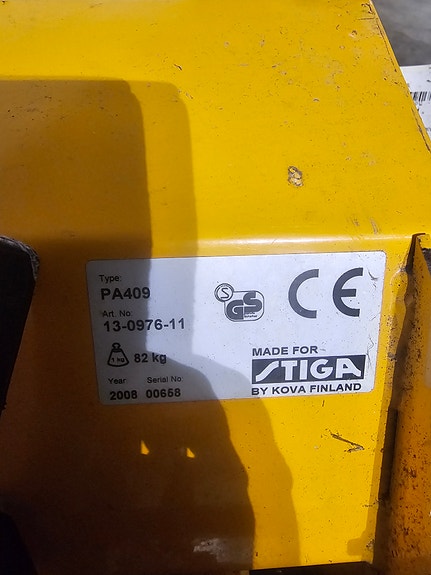 Type:
PA409
Art. No:
13-0976-11
1 kg 82 kg
Year Serial No:
2008 00658
S
GS
CE
MADE FOR
STIGA
BY KOVA FINLAND